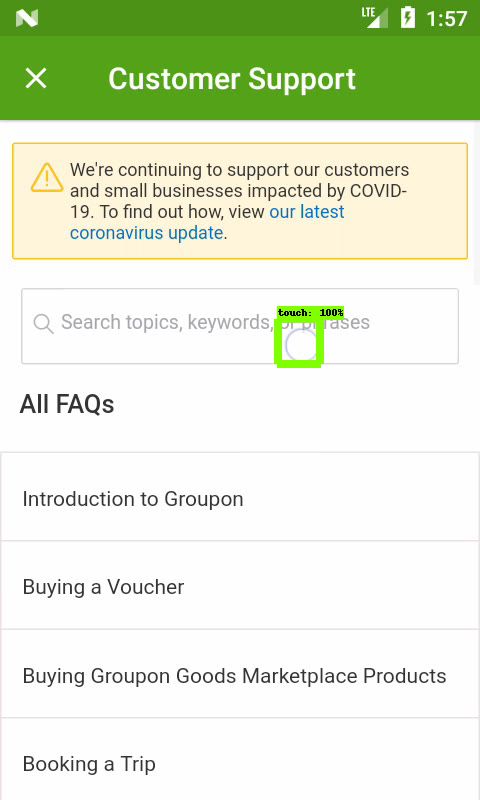 LTE 1:57
Customer Support
We're continuing to support our customers
and small businesses impacted by COVID-
19. To find out how, view our latest
coronavirus update.
touch: 100%
Search topics, keywords, or phrases
All FAQs
Introduction to Groupon
Buying a Voucher
Buying Groupon Goods Marketplace Products
Booking a Trip